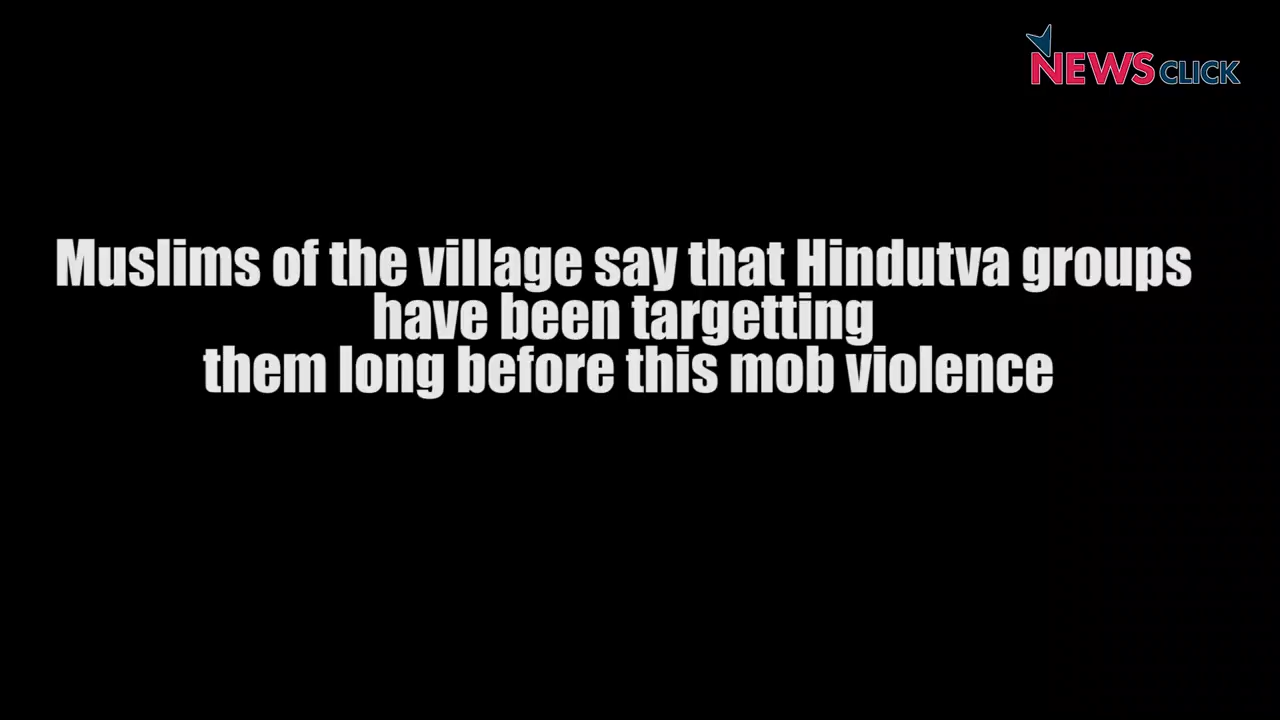 NEWSCLICK
Muslims of the village say that Hindutva groups
have been targetting
them long before this mob violence